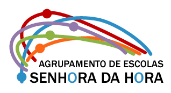 AGRUPAMENTO DE ESCOLAS
SENHORA DA HORA